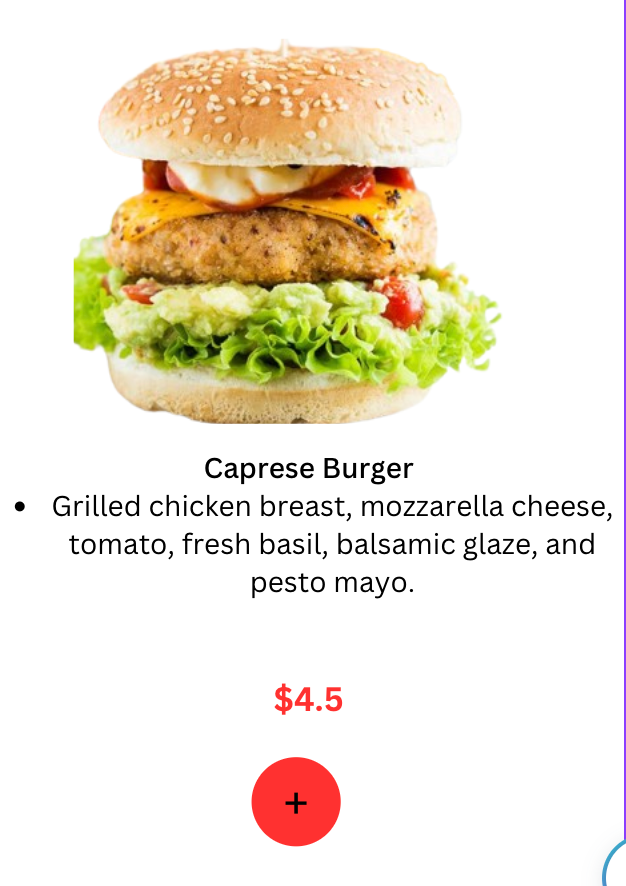 Caprese Burger
• Grilled chicken breast, mozzarella cheese,
tomato, fresh basil, balsamic glaze, and
pesto mayo.
$4.5
+